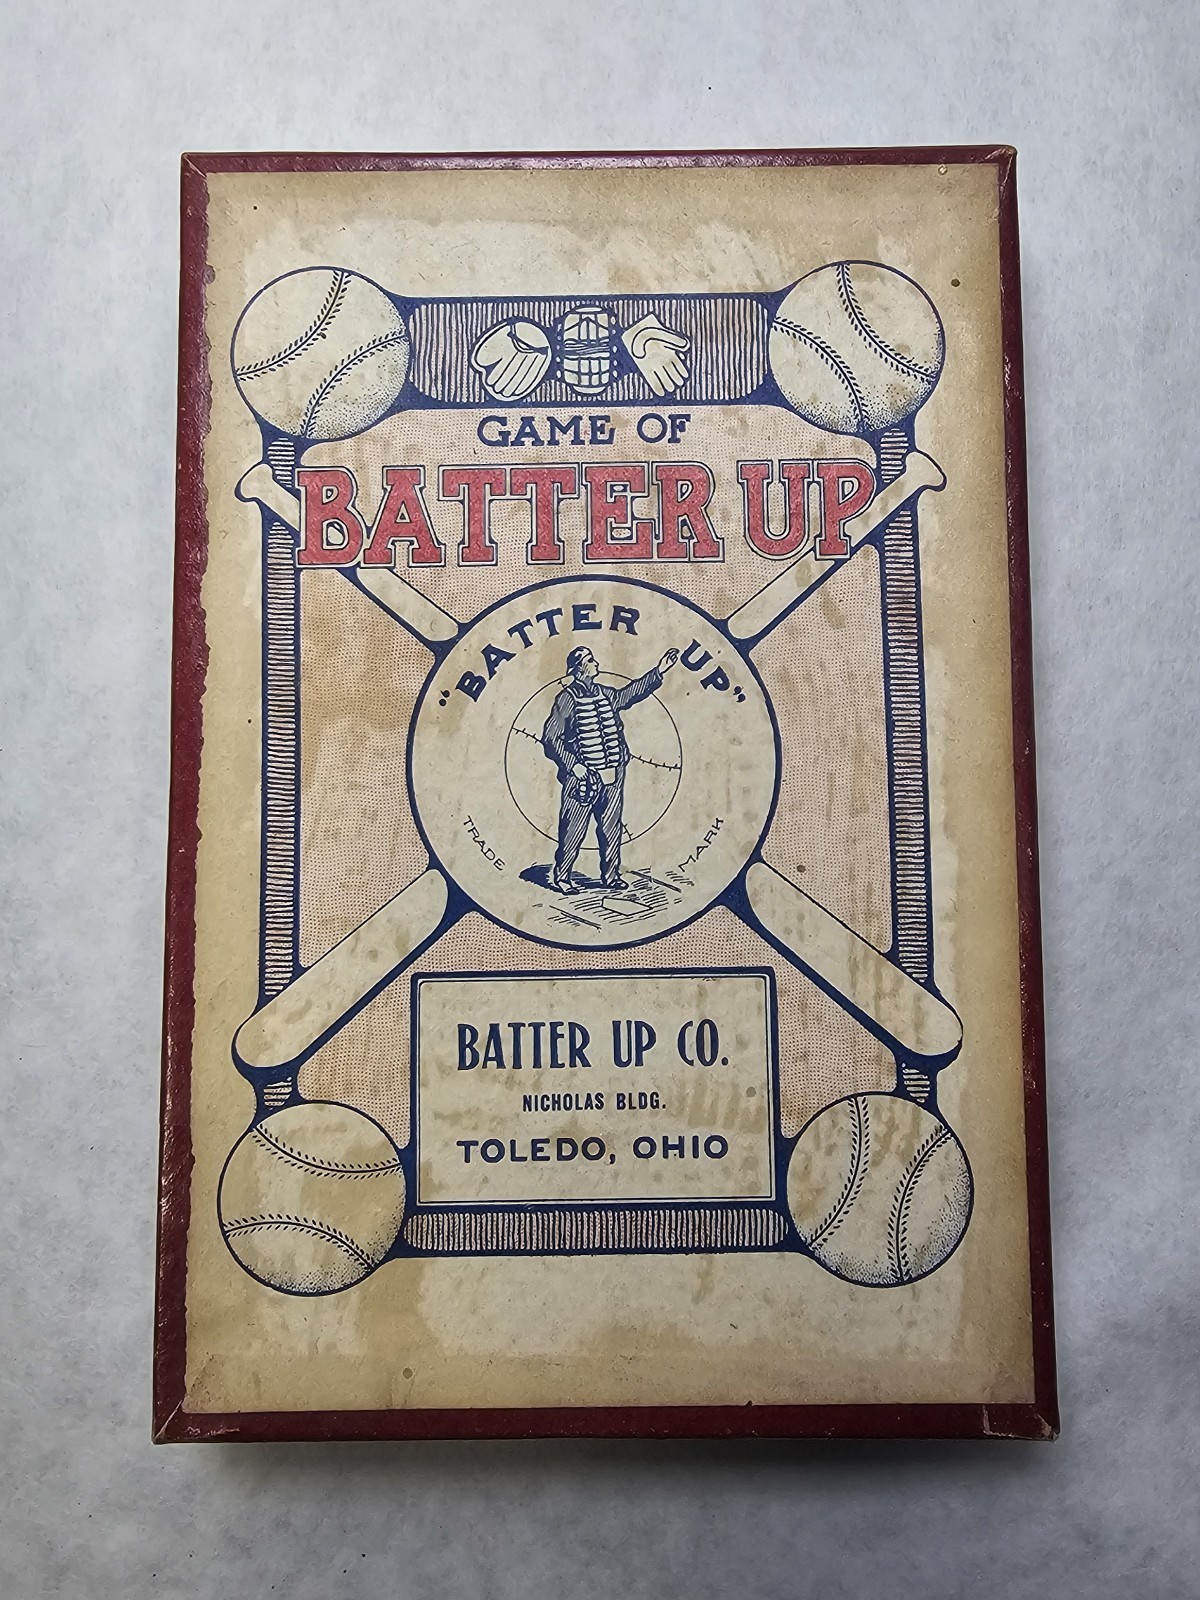 GAME OF
BATTER UP
"BATTER UP"
TRADE MARK
BATTER UP CO.
NICHOLAS BLDG.
TOLEDO, OHIO